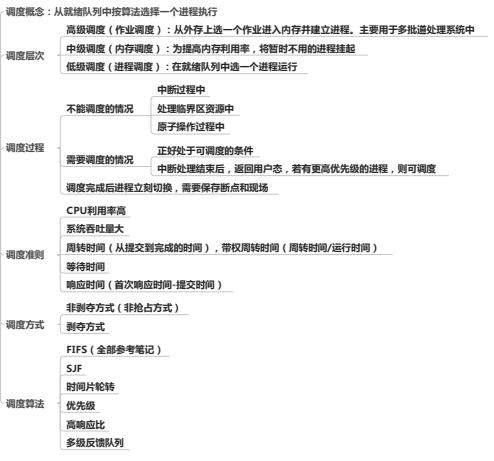 调度概念：从就绪队列中按算法选择一个进程执行
调度层次
高级调度（作业调度）：从外存上选一个作业进入内存并建立进程。主要用于多批道处理系统中
中级调度（内存调度）：为提高内存利用率，将暂时不用的进程挂起
低级调度（进程调度）：在就绪队列中选一个进程运行
调度过程
不能调度的情况
中断过程中
处理临界区资源中
原子操作过程中
需要调度的情况
正好处于可调度的条件
中断处理结束后，返回用户态，若有更高优先级的进程，则可调度
调度完成后进程立刻切换，需要保存断点和现场
调度准则
CPU利用率高
系统吞吐量大
周转时间（从提交到完成的时间），带权周转时间（周转时间/运行时间）
等待时间
响应时间（首次响应时间-提交时间）
调度方式
非剥夺方式（非抢占方式）
剥夺方式
调度算法
FIFS（全部参考笔记）
SJF
时间片轮转
优先级
高响应比
多级反馈队列